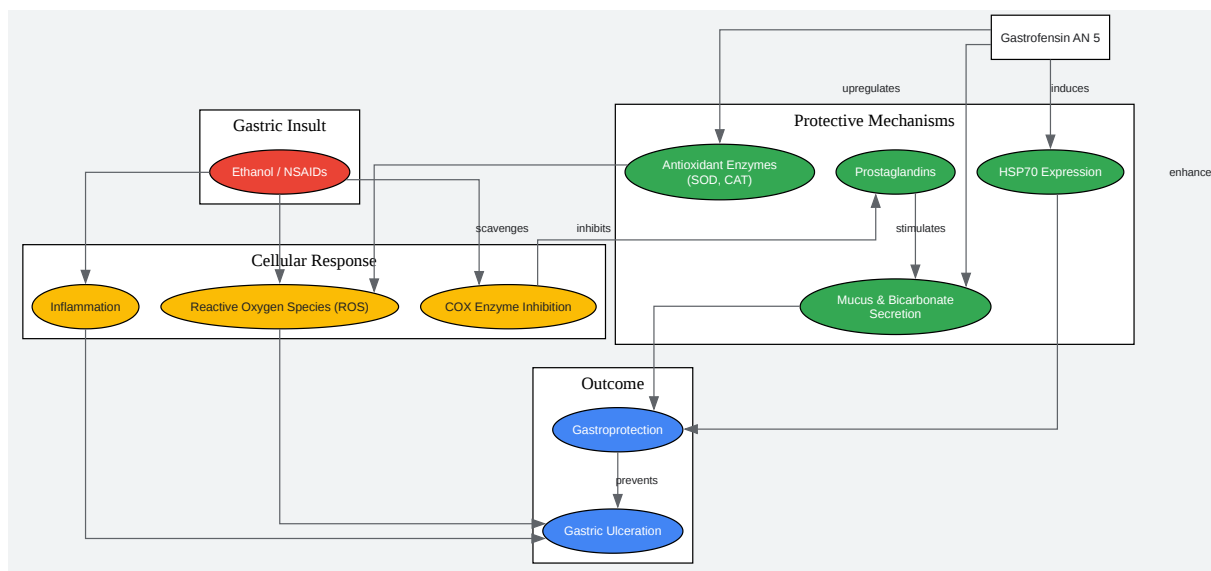 Gastrofensin AN 5
upregulates
induces
Gastric Insult
Protective Mechanisms
Ethanol / NSAIDs
Antioxidant Enzymes
(SOD, CAT)
Prostaglandins
HSP70 Expression
enhance
scavenges
inhibits
stimulates
Cellular Response
Inflammation
Reactive Oxygen Species (ROS)
COX Enzyme Inhibition
Mucus & Bicarbonate
Secretion
Outcome
Gastroprotection
prevents
Gastric Ulceration